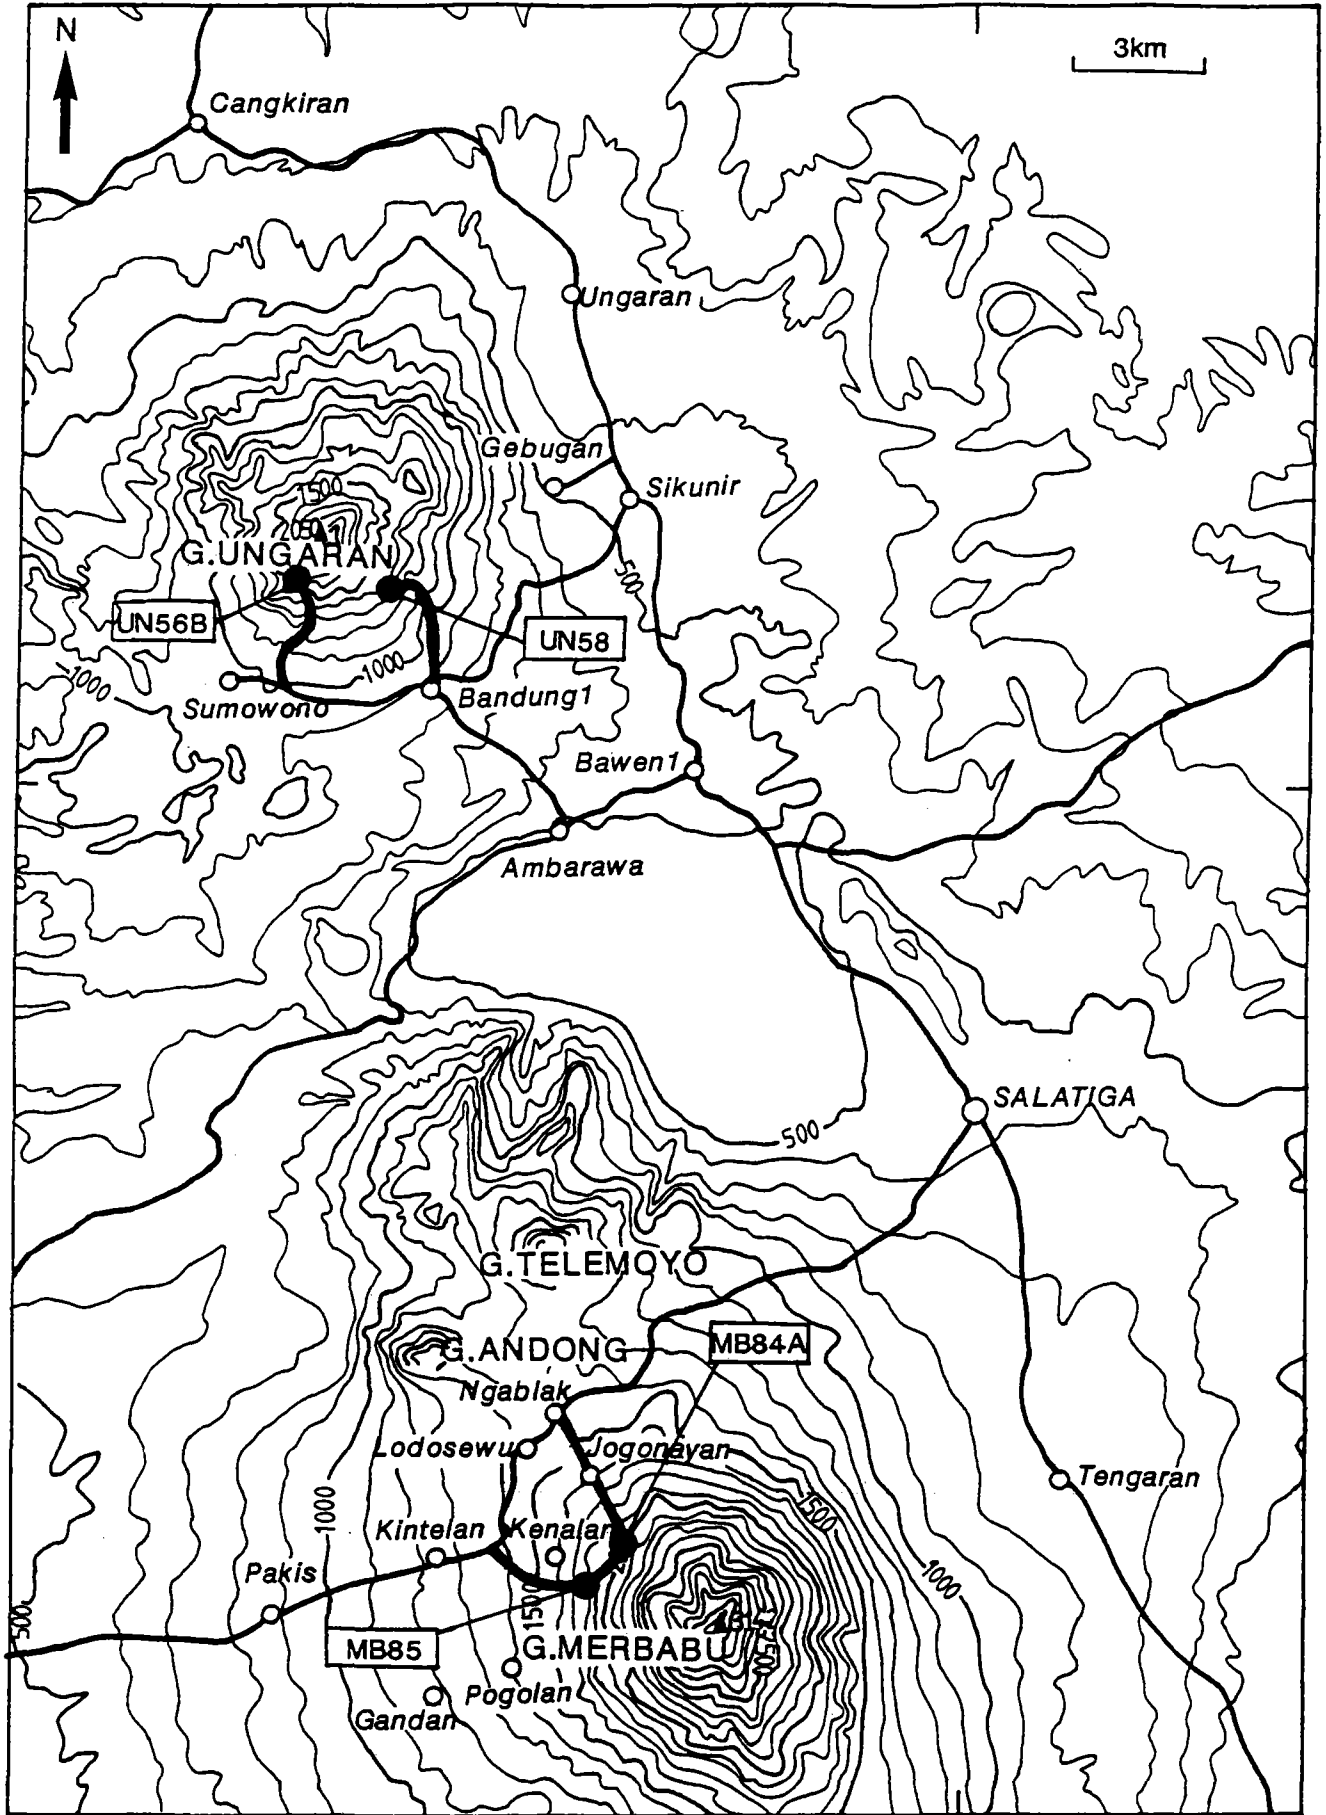 N
3km
Cangkiran
Ungaran
Gebugan
Sikunir
1500
G.UNGARAN
500
UN56B
UN58
1000
1000
Sumowono
Bandung1
Bawen1
Ambarawa
SALATIGA
500
G.TELEMOYO
MB84A
G.ANDONG
Ngablak
Lodosewu
Jogonayan
Tengaran
1500
1000
Kintelan
Kenalan
Pakis
1000
500
1500
MB85
G.MERBABU
Pogolan
Gandan